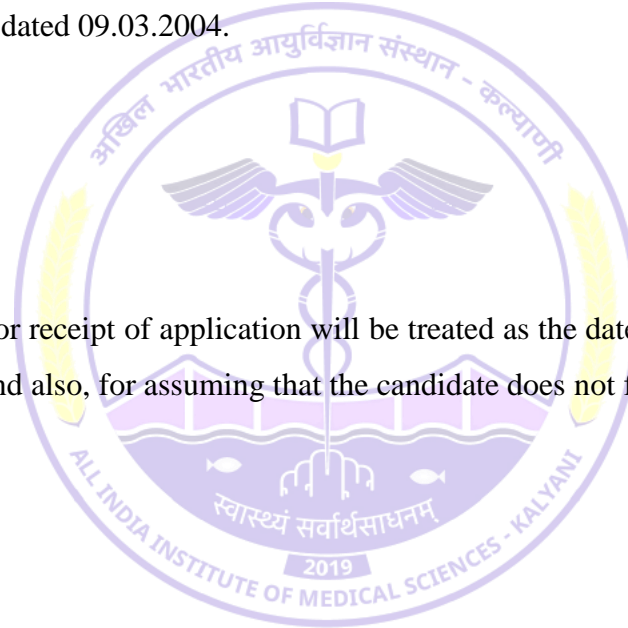 dated 09.03.2004.
अखिल भारतीय आयुर्विज्ञान संस्थान - कल्याणी
or receipt of application will be treated as the date
nd also, for assuming that the candidate does not f
स्वास्थ्यं सर्वार्थसाधनम्
2019
ALL INDIA INSTITUTE OF MEDICAL SCIENCES - KALYANI